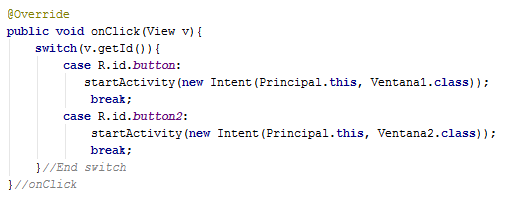 @Override
public void onClick(View v){
switch(v.getId()){
case R.id.button:
startActivity(new Intent(Principal.this, Ventana1.class));
break;
case R.id.button2:
startActivity(new Intent(Principal.this, Ventana2.class));
break;
}//End switch
}//onClick